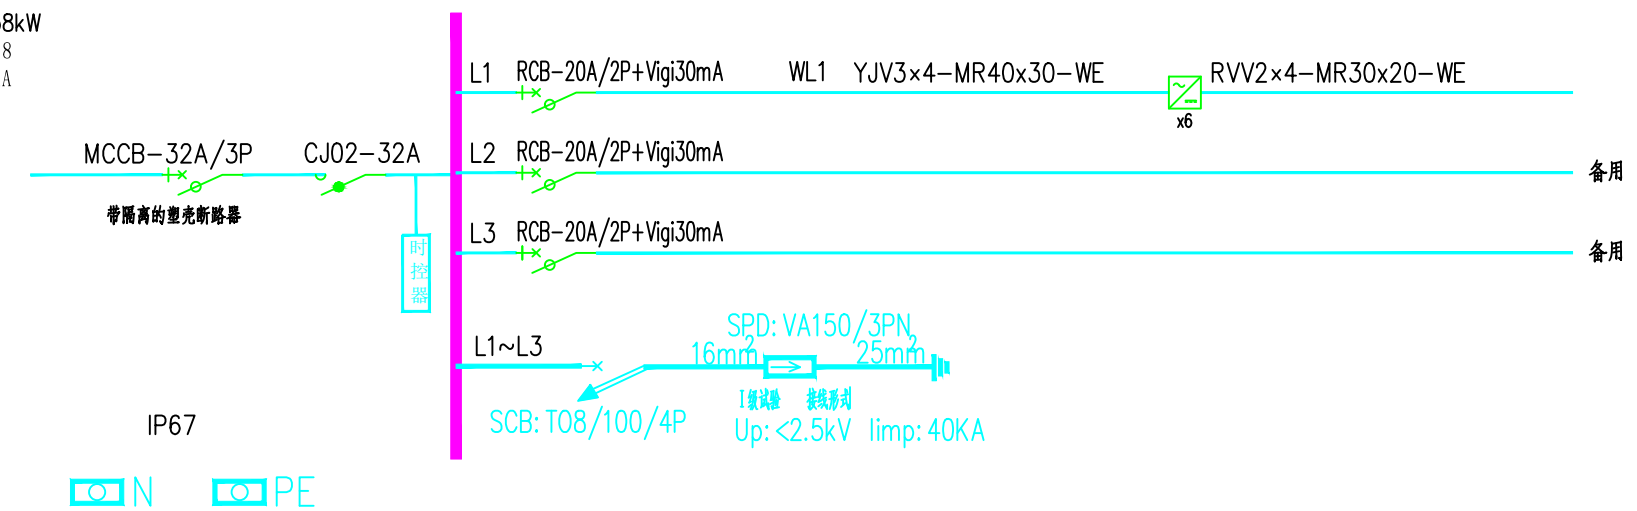 8kW
8
A
L1 RCB-20A/2P+Vigi30mA WL1 YJV3×4-MR40x30-WE RVV2×4-MR30x20-WE
x6
MCCB-32A/3P CJ02-32A L2 RCB-20A/2P+Vigi30mA 备用
带隔离的塑壳断路器
L3 RCB-20A/2P+Vigi30mA 备用
时
控
器
SPD: VA150/3PN
L1~L3 16mm² 25mm²
I级试验 接线形式
SCB: T08/100/4P Up: <2.5kV Iimp: 40KA
IP67
N PE